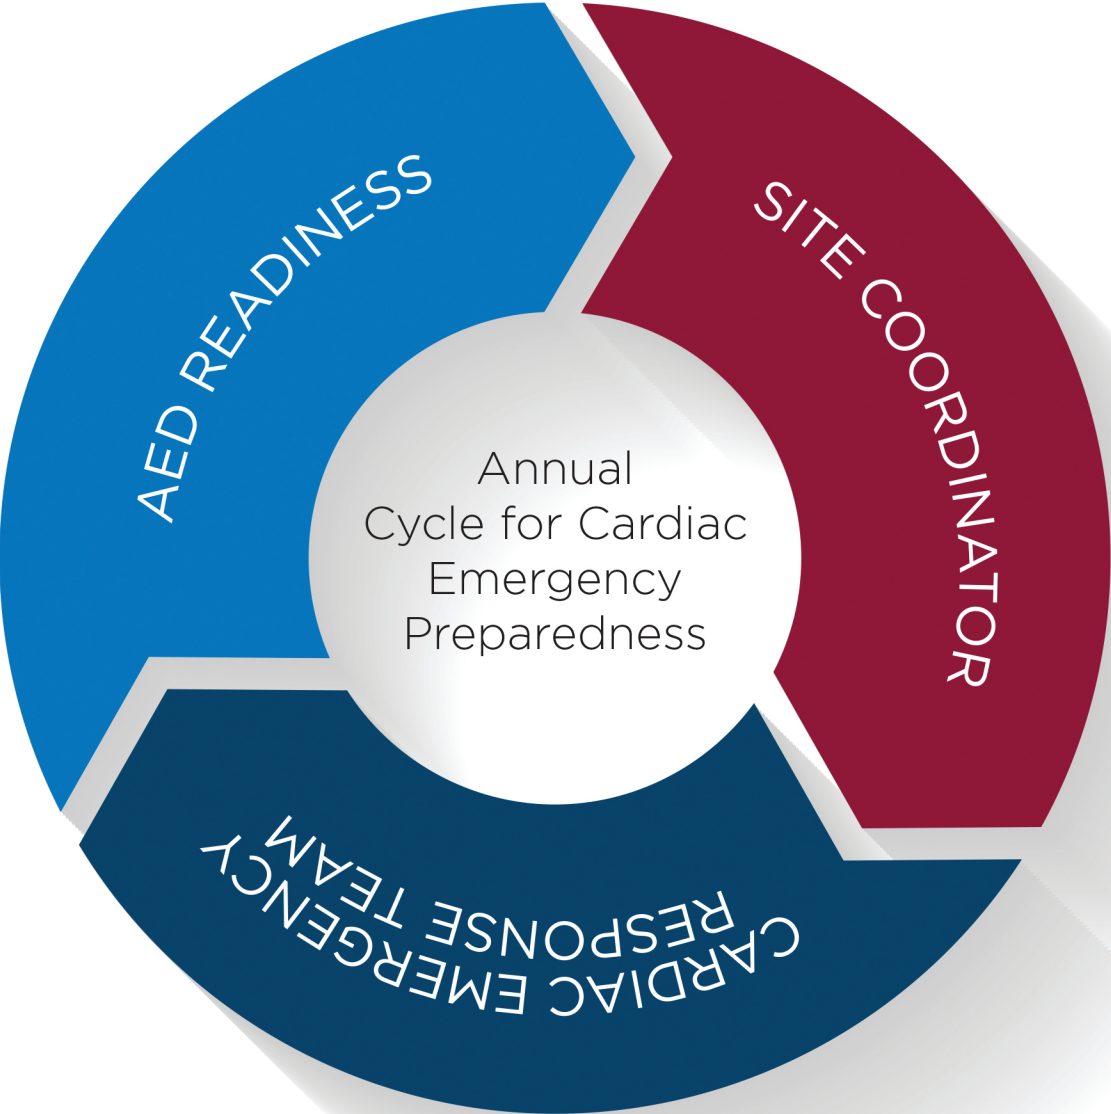 AED READINESS
SITE COORDINATOR
Annual
Cycle for Cardiac
Emergency
Preparedness
CARDIAC EMERGENCY
RESPONSE TEAM